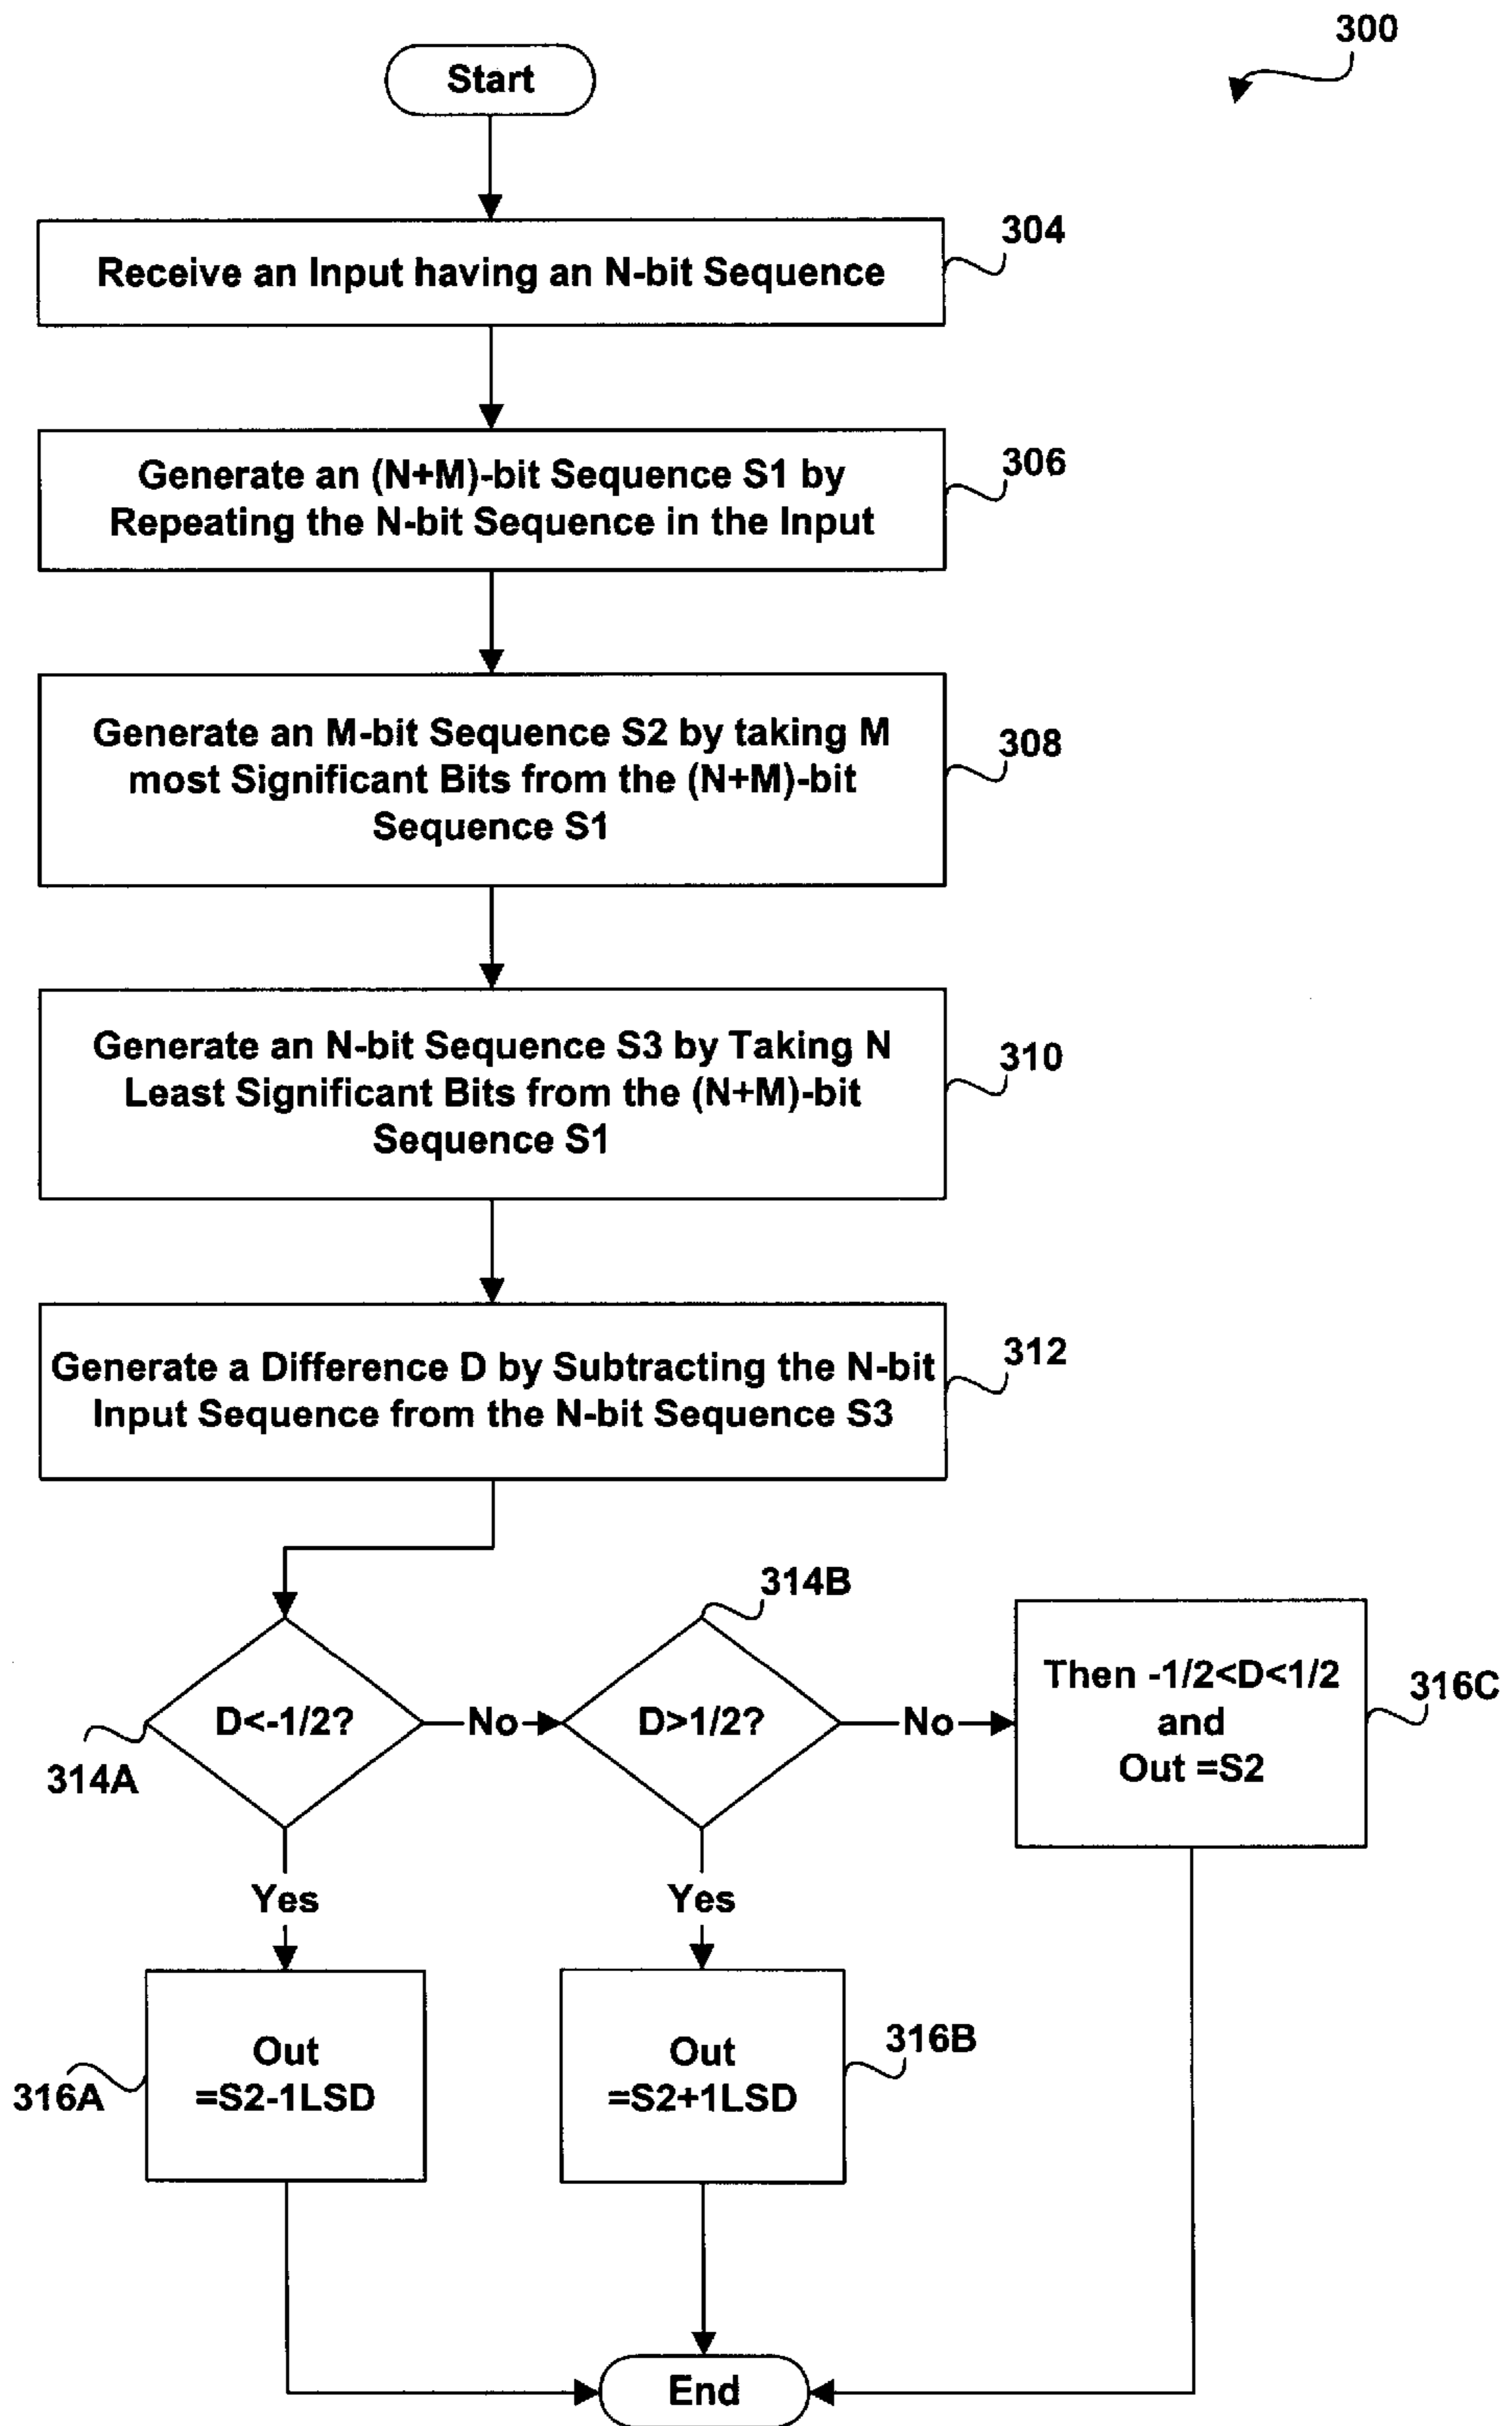 300
Start
304
Receive an Input having an N-bit Sequence
306
Generate an (N+M)-bit Sequence S1 by
Repeating the N-bit Sequence in the Input
308
Generate an M-bit Sequence S2 by taking M
most Significant Bits from the (N+M)-bit
Sequence S1
310
Generate an N-bit Sequence S3 by Taking N
Least Significant Bits from the (N+M)-bit
Sequence S1
312
Generate a Difference D by Subtracting the N-bit
Input Sequence from the N-bit Sequence S3
314A
D<-1/2?
No
314B
D>1/2?
No
316C
Then -1/2<D<1/2
and
Out =S2
Yes
Yes
316A
Out
=S2-1LSD
316B
Out
=S2+1LSD
End